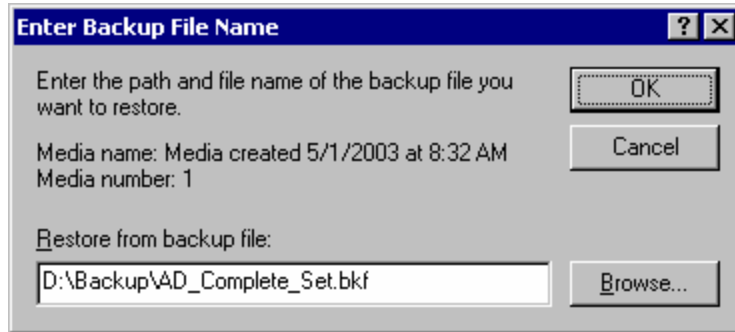 Enter Backup File Name
Enter the path and file name of the backup file you
want to restore.
OK
Media name: Media created 5/1/2003 at 8:32 AM
Media number: 1
Cancel
Restore from backup file:
D:\Backup\AD_Complete_Set.bkf
Browse...